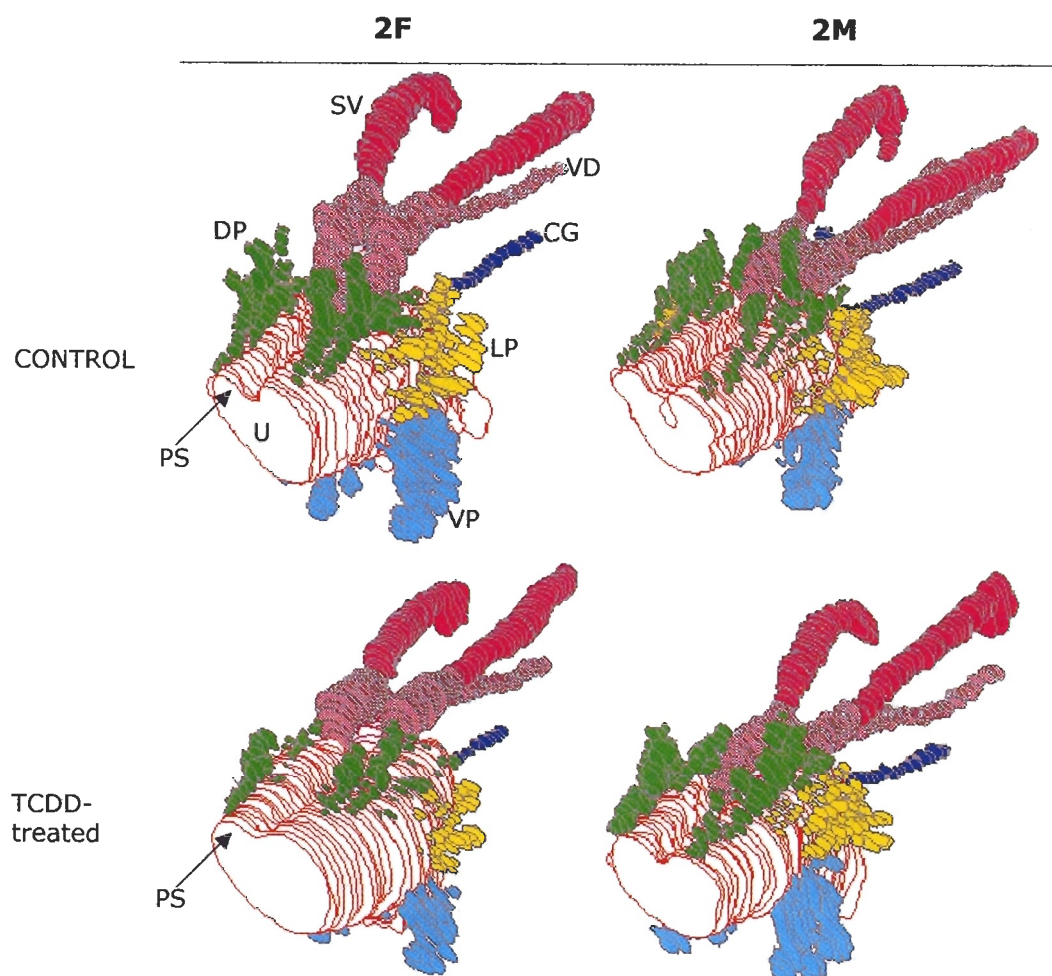 2F 2M
SV
VD
DP
CG
CONTROL
LP
U
PS
VP
TCDD-
treated
PS